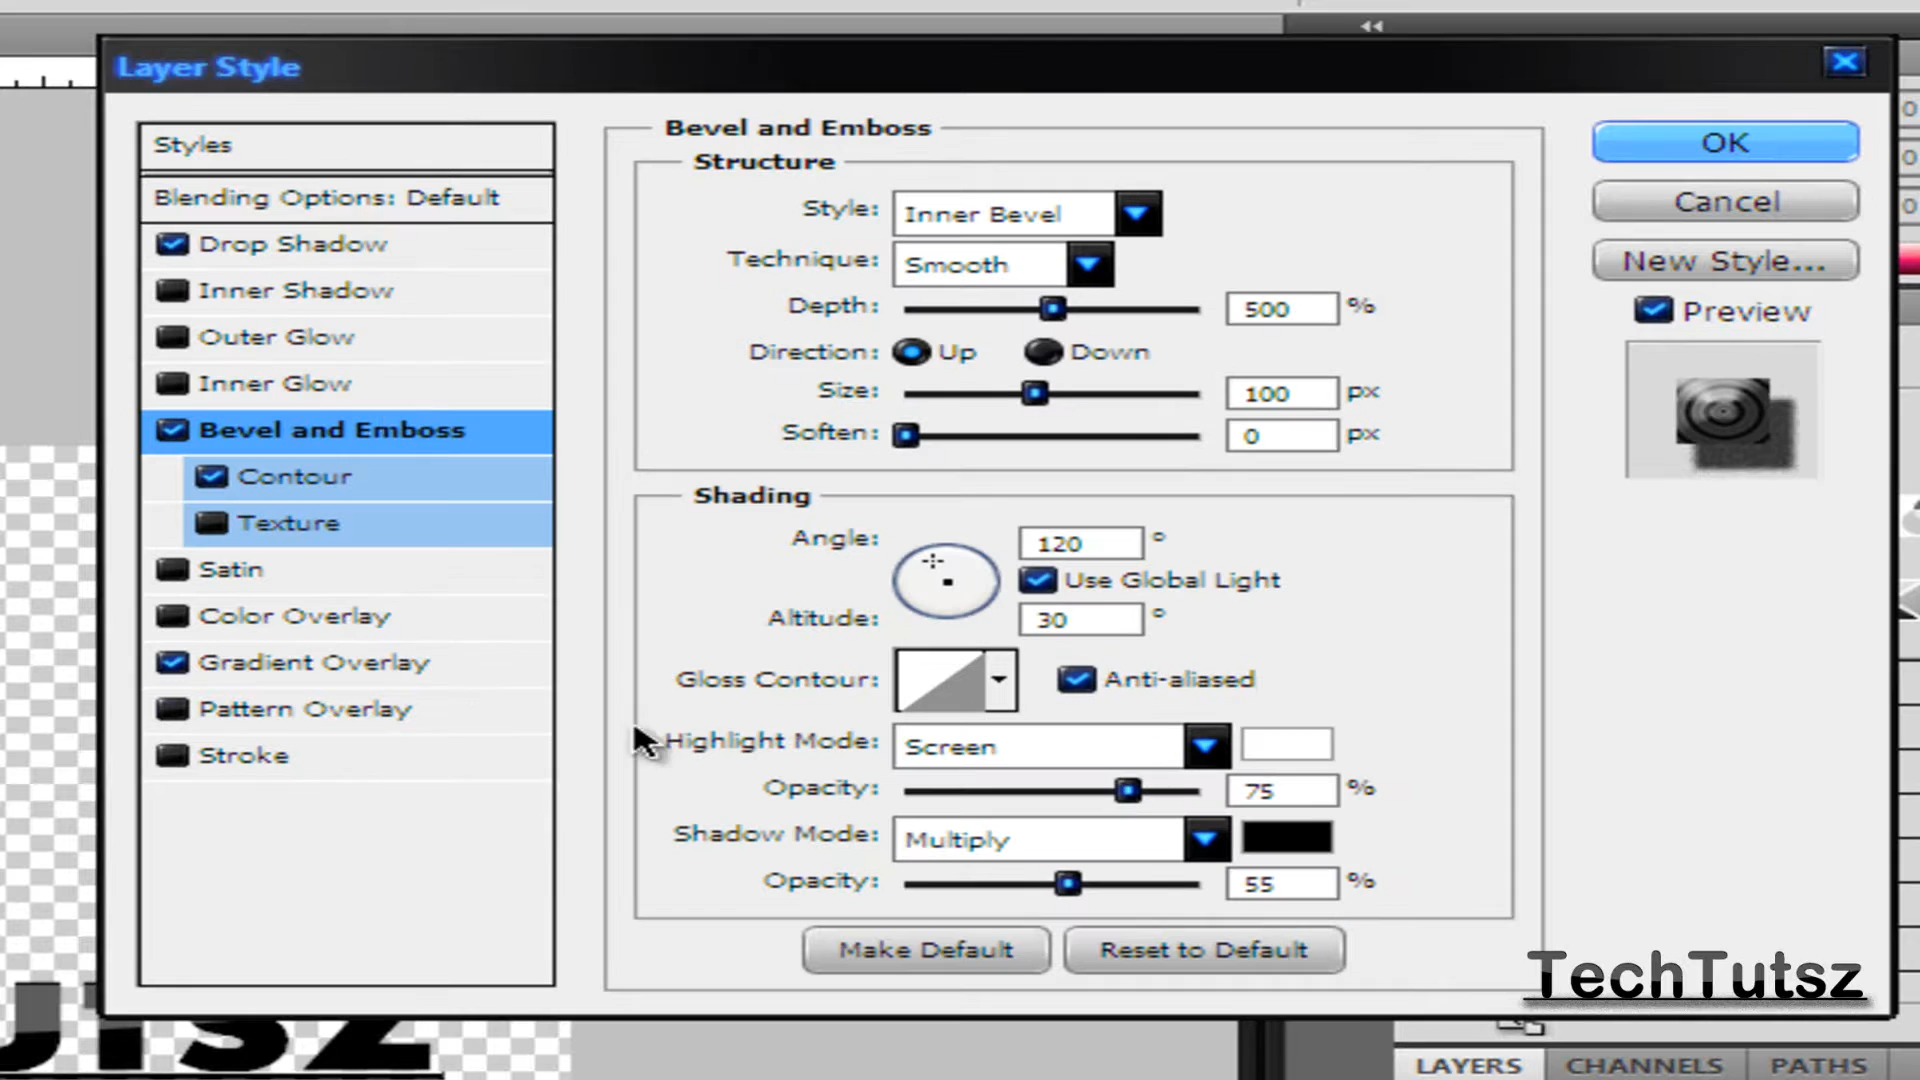 Layer Style
Styles
Blending Options: Default
Drop Shadow
Inner Shadow
Outer Glow
Inner Glow
Bevel and Emboss
Contour
Texture
Satin
Color Overlay
Gradient Overlay
Pattern Overlay
Stroke
Bevel and Emboss
Structure
Style: Inner Bevel
Technique: Smooth
Depth: 500 %
Direction: Up Down
Size: 100 px
Soften: 0 px
Shading
Angle: 120 °
Use Global Light
Altitude: 30 °
Gloss Contour: Anti-aliased
Highlight Mode: Screen
Opacity: 75 %
Shadow Mode: Multiply
Opacity: 55 %
Make Default Reset to Default
OK
Cancel
New Style...
Preview
TechTutsz
LAYERS CHANNELS PATHS